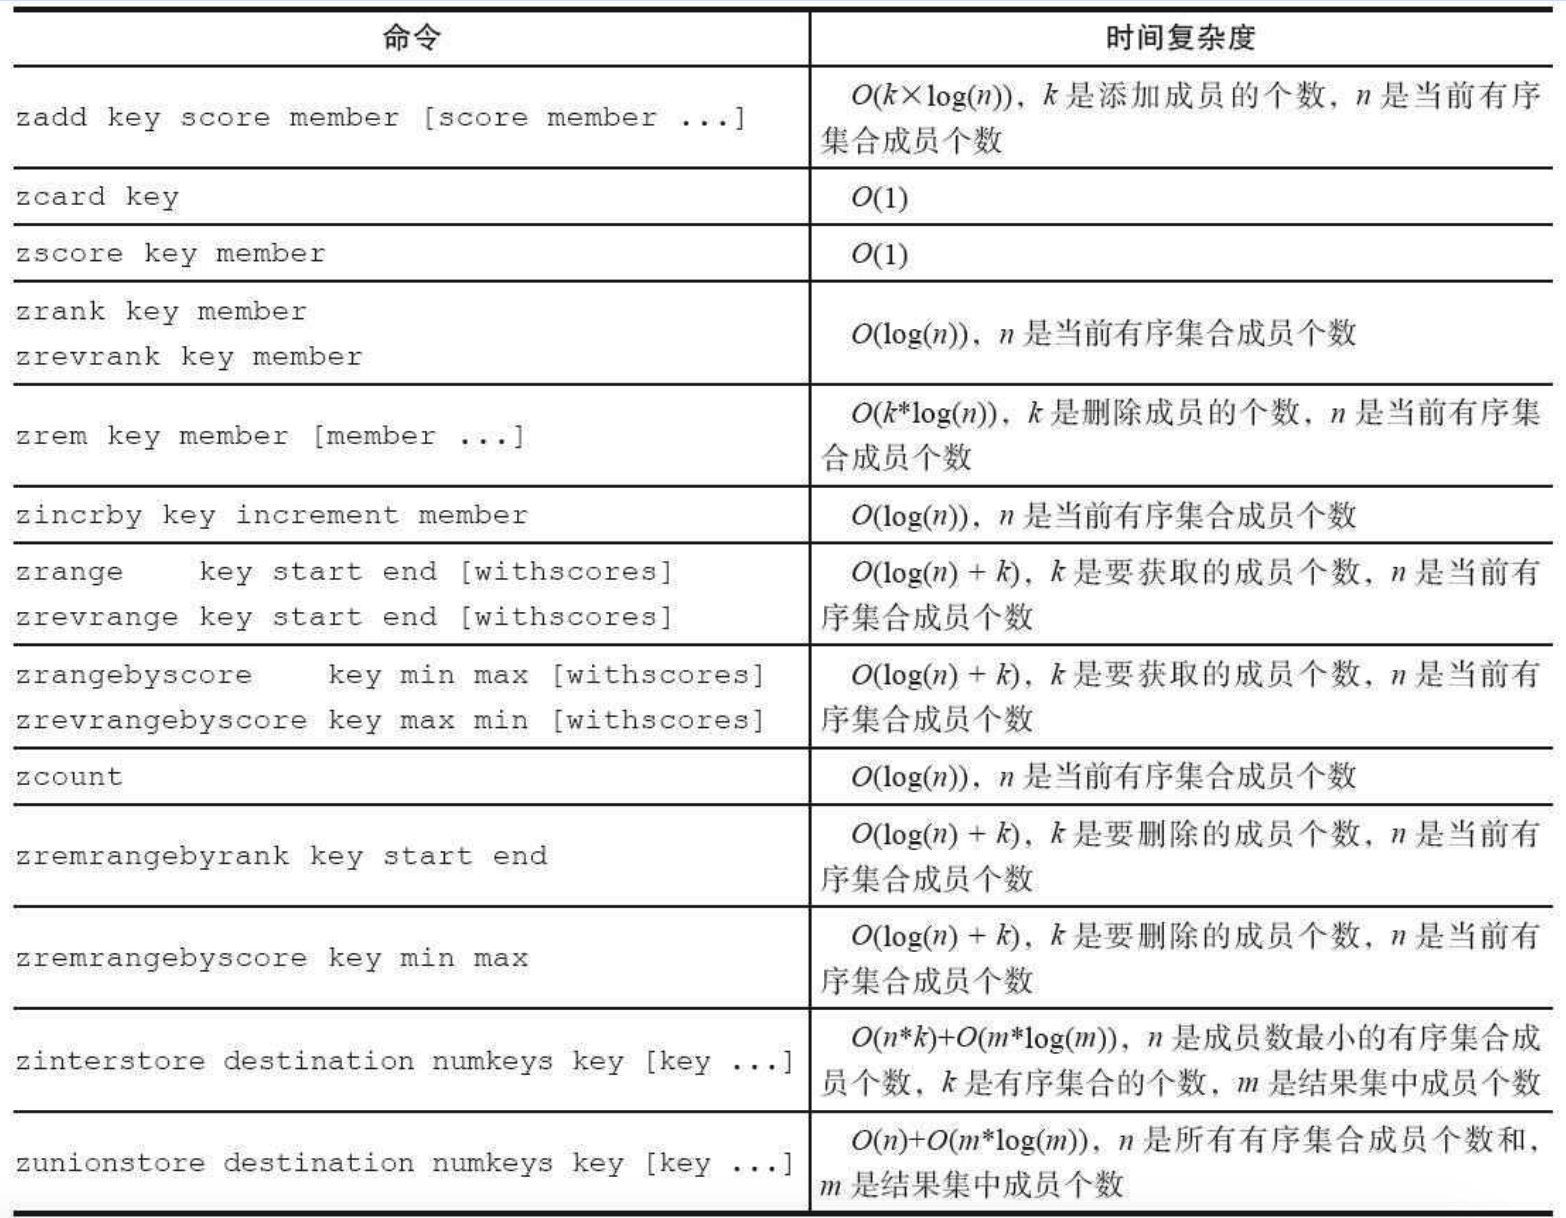 命令
时间复杂度
zadd key score member [score member ...]
O(k×log(n)),k 是添加成员的个数,n 是当前有序
集合成员个数
zcard key
O(1)
zscore key member
O(1)
zrank key member
zrevrank key member
O(log(n)),n 是当前有序集合成员个数
zrem key member [member ...]
O(k*log(n)),k 是删除成员的个数,n 是当前有序集
合成员个数
zincrby key increment member
O(log(n)),n 是当前有序集合成员个数
zrange    key start end [withscores]
zrevrange key start end [withscores]
O(log(n) + k),k 是要获取的成员个数,n 是当前有
序集合成员个数
zrangebyscore    key min max [withscores]
zrevrangebyscore key max min [withscores]
O(log(n) + k),k 是要获取的成员个数,n 是当前有
序集合成员个数
zcount
O(log(n)),n 是当前有序集合成员个数
zremrangebyrank key start end
O(log(n) + k),k 是要删除的成员个数,n 是当前有
序集合成员个数
zremrangebyscore key min max
O(log(n) + k),k 是要删除的成员个数,n 是当前有
序集合成员个数
zinterstore destination numkeys key [key ...]
O(n*k)+O(m*log(m)),n 是成员数最小的有序集合成
员个数,k 是有序集合的个数,m 是结果集中成员个数
zunionstore destination numkeys key [key ...]
O(n)+O(m*log(m)),n 是所有有序集合成员个数和,
m 是结果集中成员个数